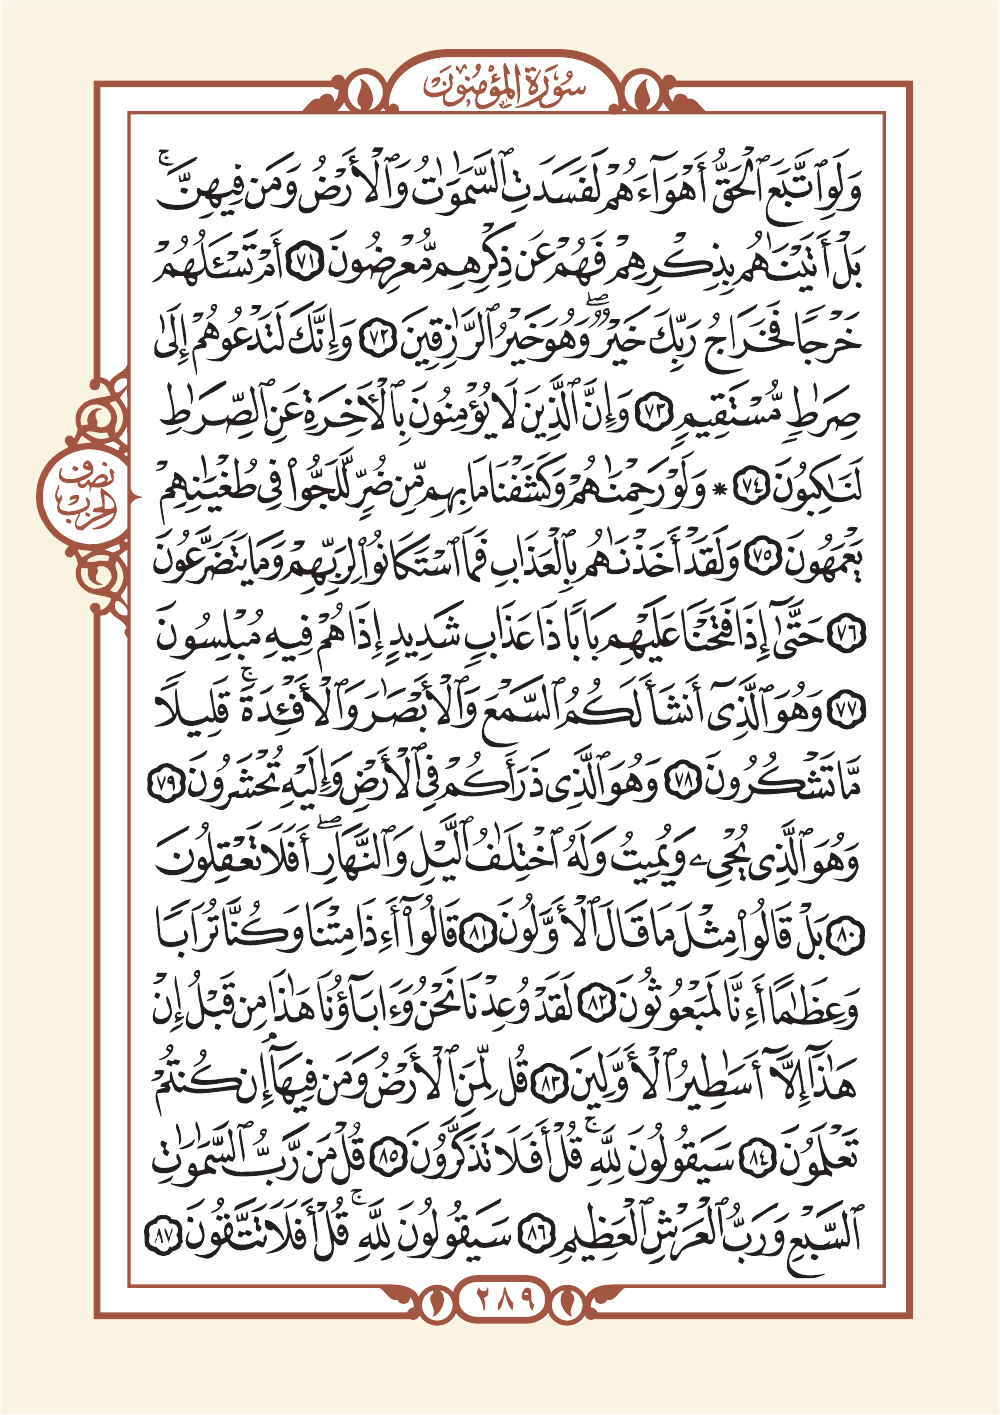 سُورَةُ المُؤْمِنُونَ
وَلَوِ ٱتَّبَعَ ٱلْحَقُّ أَهْوَآءَهُمْ لَفَسَدَتِ ٱلسَّمَٰوَٰتُ وَٱلْأَرْضُ وَمَن فِيهِنَّۚ
بَلْ أَتَيْنَٰهُم بِذِكْرِهِمْ فَهُمْ عَن ذِكْرِهِم مُّعْرِضُونَ ٧١ أَمْ تَسْـَٔلُهُمْ
خَرْجًا فَخَرَاجُ رَبِّكَ خَيْرٌۖ وَهُوَ خَيْرُ ٱلرَّٰزِقِينَ ٧٢ وَإِنَّكَ لَتَدْعُوهُمْ إِلَىٰ
صِرَٰطٍ مُّسْتَقِيمٍ ٧٣ وَإِنَّ ٱلَّذِينَ لَا يُؤْمِنُونَ بِٱلْأَخِرَةِ عَنِ ٱلصِّرَٰطِ
لَنَٰكِبُونَ ٧٤ * وَلَوْ رَحِمْنَٰهُمْ وَكَشَفْنَا مَا بِهِم مِّن ضُرٍّ لَّلَجُّوا۟ فِى طُغْيَٰنِهِمْ
يَعْمَهُونَ ٧٥ وَلَقَدْ أَخَذْنَٰهُم بِٱلْعَذَابِ فَمَا ٱسْتَكَانُوا۟ لِرَبِّهِمْ وَمَا يَتَضَرَّعُونَ
٧٦ حَتَّىٰٓ إِذَا فَتَحْنَا عَلَيْهِم بَابًا ذَا عَذَابٍ شَدِيدٍ إِذَا هُمْ فِيهِ مُبْلِسُونَ
٧٧ وَهُوَ ٱلَّذِىٓ أَنشَأَ لَكُمُ ٱلسَّمْعَ وَٱلْأَبْصَٰرَ وَٱلْأَفْـِٔدَةَۚ قَلِيلًا
مَّا تَشْكُرُونَ ٧٨ وَهُوَ ٱلَّذِى ذَرَأَكُمْ فِى ٱلْأَرْضِ وَإِلَيْهِ تُحْشَرُونَ ٧٩
وَهُوَ ٱلَّذِى يُحْىِۦ وَيُمِيتُ وَلَهُ ٱخْتِلَٰفُ ٱلَّيْلِ وَٱلنَّهَارِۖ أَفَلَا تَعْقِلُونَ
٨٠ بَلْ قَالُوا۟ مِثْلَ مَا قَالَ ٱلْأَوَّلُونَ ٨١ قَالُوٓا۟ أَءِذَا مِتْنَا وَكُنَّا تُرَابًا
وَعِظَٰمًا أَءِنَّا لَمَبْعُوثُونَ ٨٢ لَقَدْ وُعِدْنَا نَحْنُ وَءَابَآؤُنَا هَٰذَا مِن قَبْلُ إِنْ
هَٰذَآ إِلَّآ أَسَٰطِيرُ ٱلْأَوَّلِينَ ٨٣ قُل لِّمَنِ ٱلْأَرْضُ وَمَن فِيهَآ إِن كُنتُمْ
تَعْلَمُونَ ٨٤ سَيَقُولُونَ لِلَّهِۚ قُلْ أَفَلَا تَذَكَّرُونَ ٨٥ قُلْ مَن رَّبُّ ٱلسَّمَٰوَٰتِ
ٱلسَّبْعِ وَرَبُّ ٱلْعَرْشِ ٱلْعَظِيمِ ٨٦ سَيَقُولُونَ لِلَّهِۚ قُلْ أَفَلَا تَتَّقُونَ ٨٧
نصف
الحزب
٢٨٩